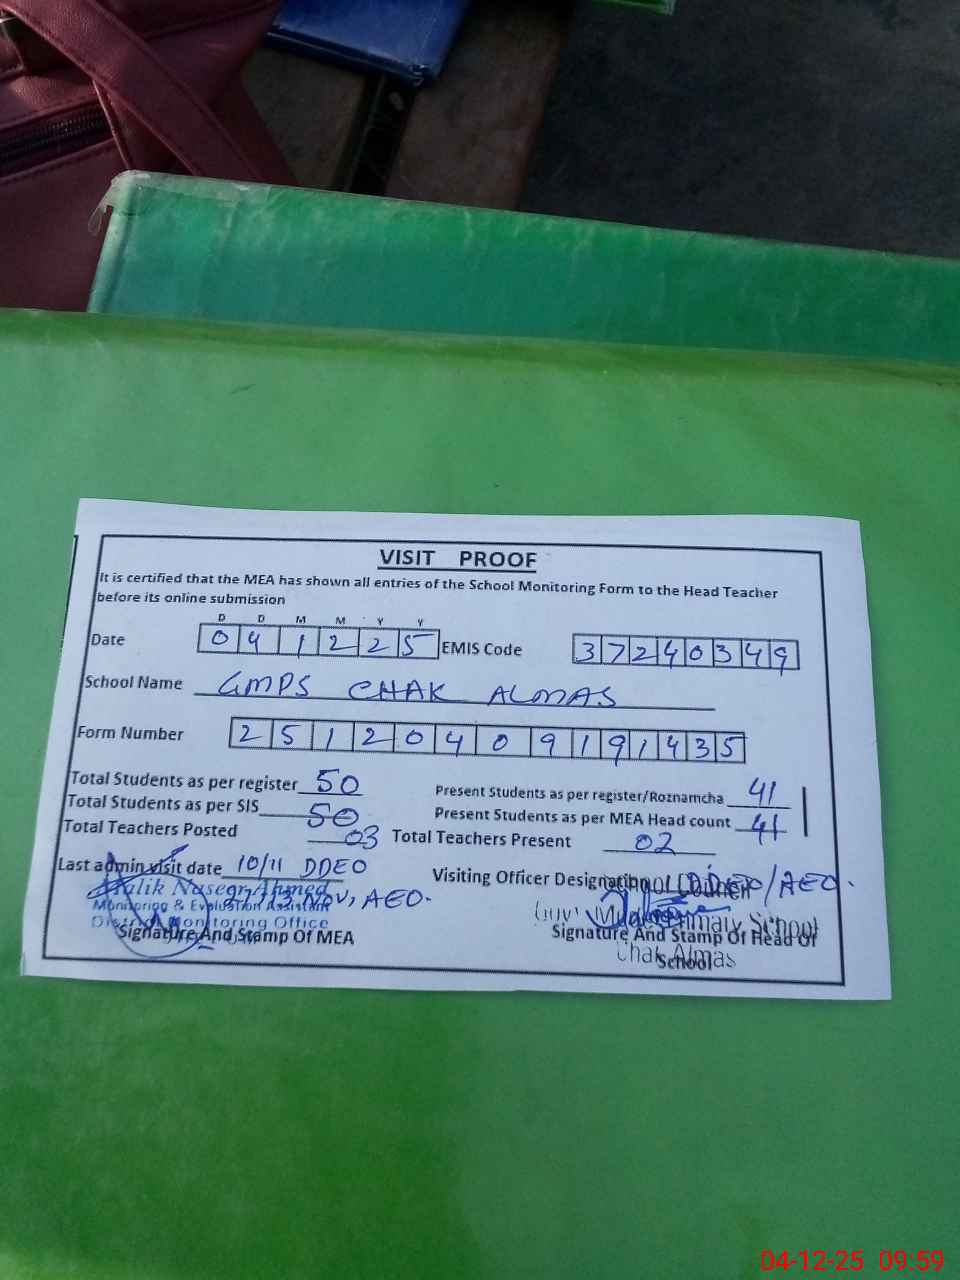 VISIT PROOF
It is certified that the MEA has shown all entries of the School Monitoring Form to the Head Teacher
before its online submission
D D M M Y Y
Date 0 4 1 2 2 5 EMIS Code 3 7 2 4 0 3 4 9
School Name GMPS CHAK ALMAS
Form Number 2 5 1 2 0 4 0 9 1 9 1 4 3 5
Total Students as per register 50 Present Students as per register/Roznamcha 41
Total Students as per SIS 50 Present Students as per MEA Head count 41
Total Teachers Posted 03 Total Teachers Present 02
Last admin visit date 10/11 DDEO Visiting Officer Designation DDEO/AEO.
Malik Naseer Ahmed
Nov, AEO.
Monitoring & Evaluation Assistant
District Monitoring Office
Signature And Stamp Of MEA
School Council
Primary School
Chak Almas
Signature And Stamp Of Head Of
School
04-12-25 09:59